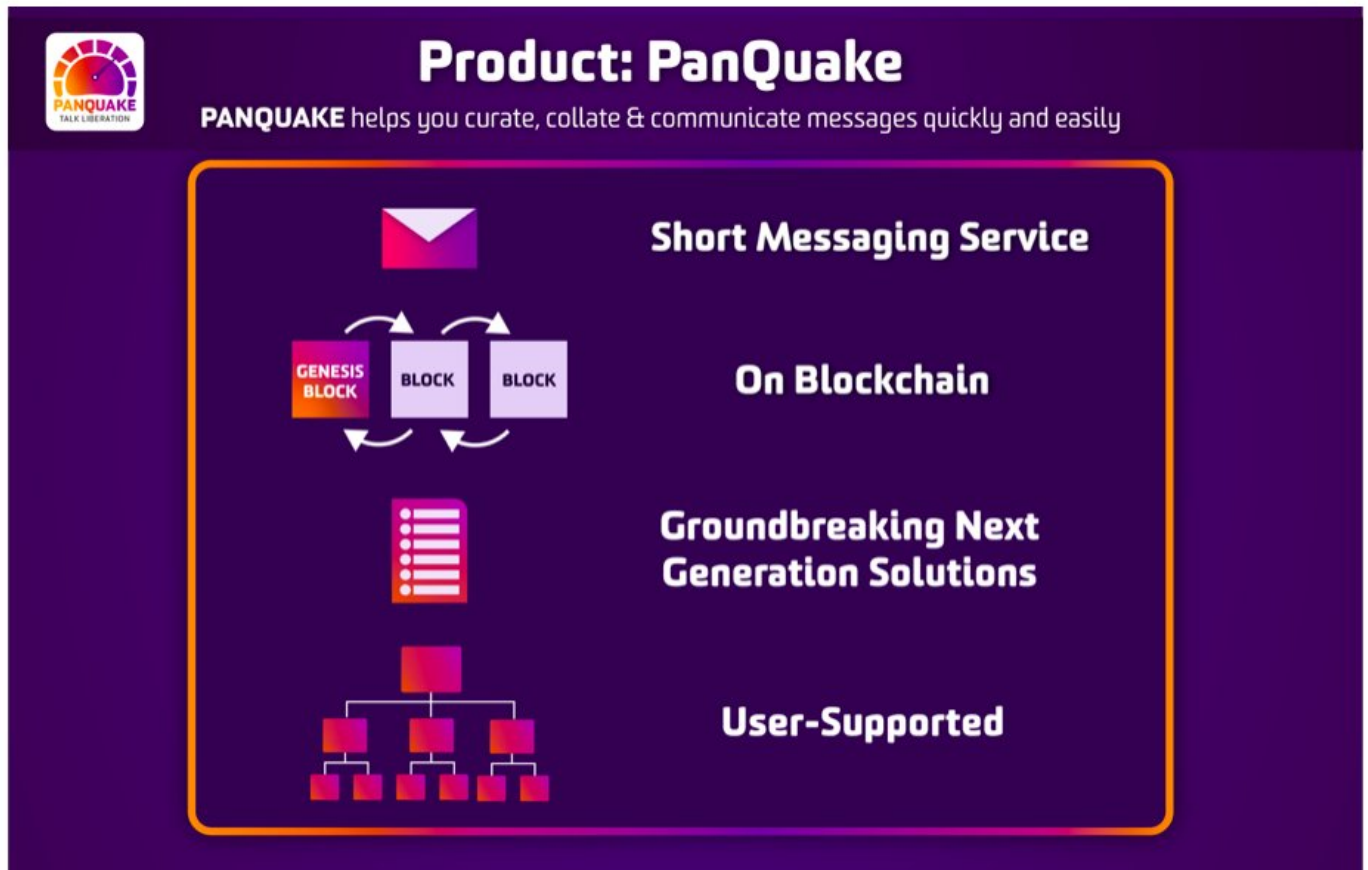 PANQUAKE
TALK LIBERATION
Product: PanQuake
PANQUAKE helps you curate, collate & communicate messages quickly and easily
Short Messaging Service
GENESIS
BLOCK
BLOCK
BLOCK
On Blockchain
Groundbreaking Next
Generation Solutions
User-Supported